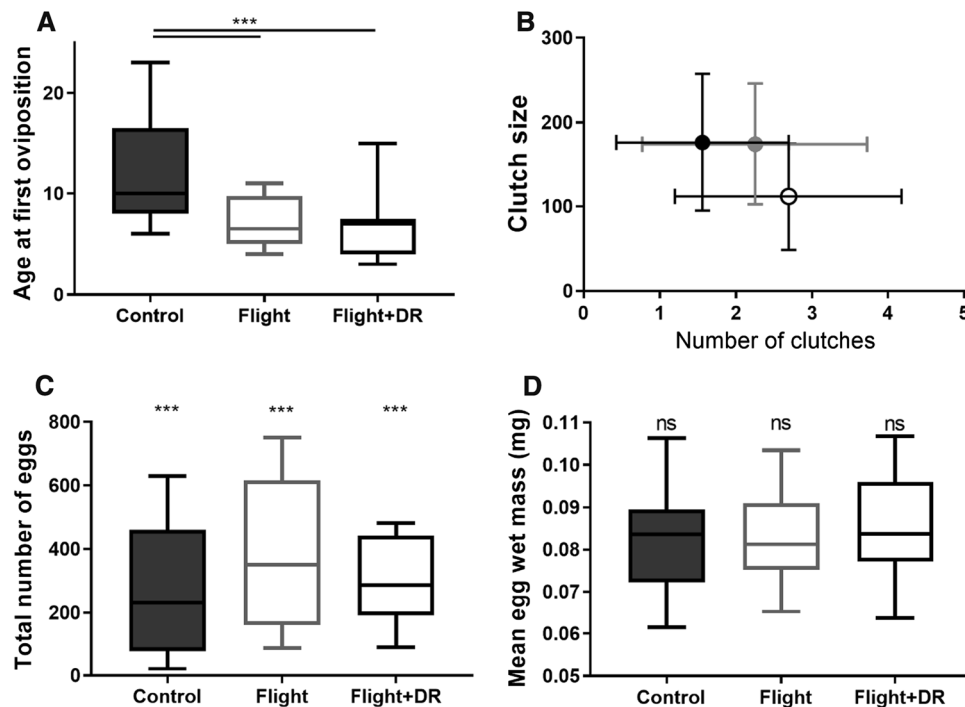 A
***
Age at first oviposition
20
10
0
Control Flight Flight+DR
B
Clutch size
300
200
100
0
0 1 2 3 4 5
Number of clutches
C
*** *** ***
Total number of eggs
800
600
400
200
0
Control Flight Flight+DR
D
ns ns ns
Mean egg wet mass (mg)
0.11
0.10
0.09
0.08
0.07
0.06
0.05
Control Flight Flight+DR